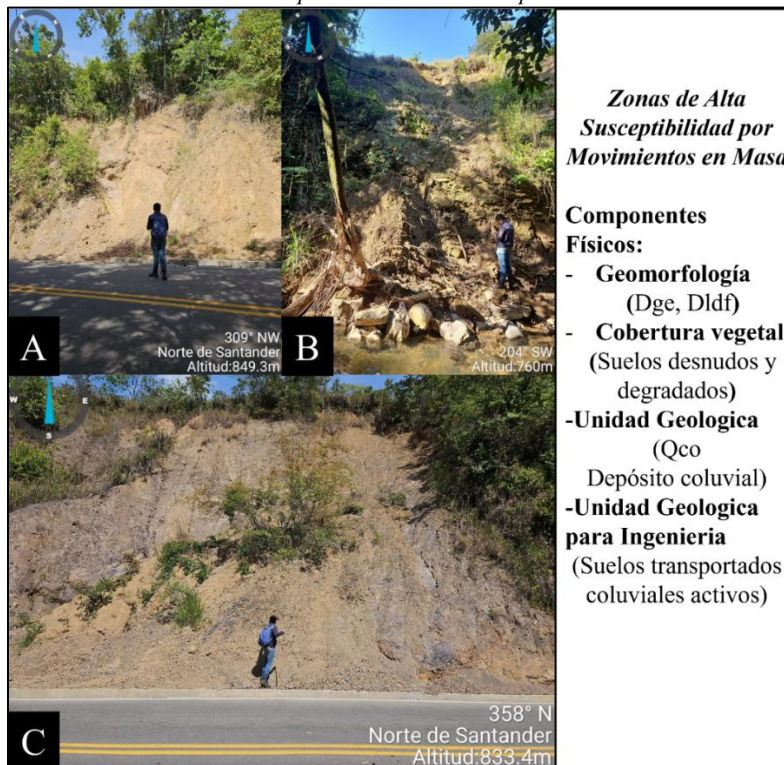 A
309° NW
Norte de Santander
Altitud:849.3m
B
204° SW
Altitud:760m
W
E
S
C
358° N
Norte de Santander
Altitud:833.4m
Zonas de Alta
Susceptibilidad por
Movimientos en Masa
Componentes
Físicos:
- Geomorfología
(Dge, Dldf)
- Cobertura vegetal
(Suelos desnudos y
degradados)
-Unidad Geologica
(Qco
Depósito coluvial)
-Unidad Geologica
para Ingenieria
(Suelos transportados
coluviales activos)